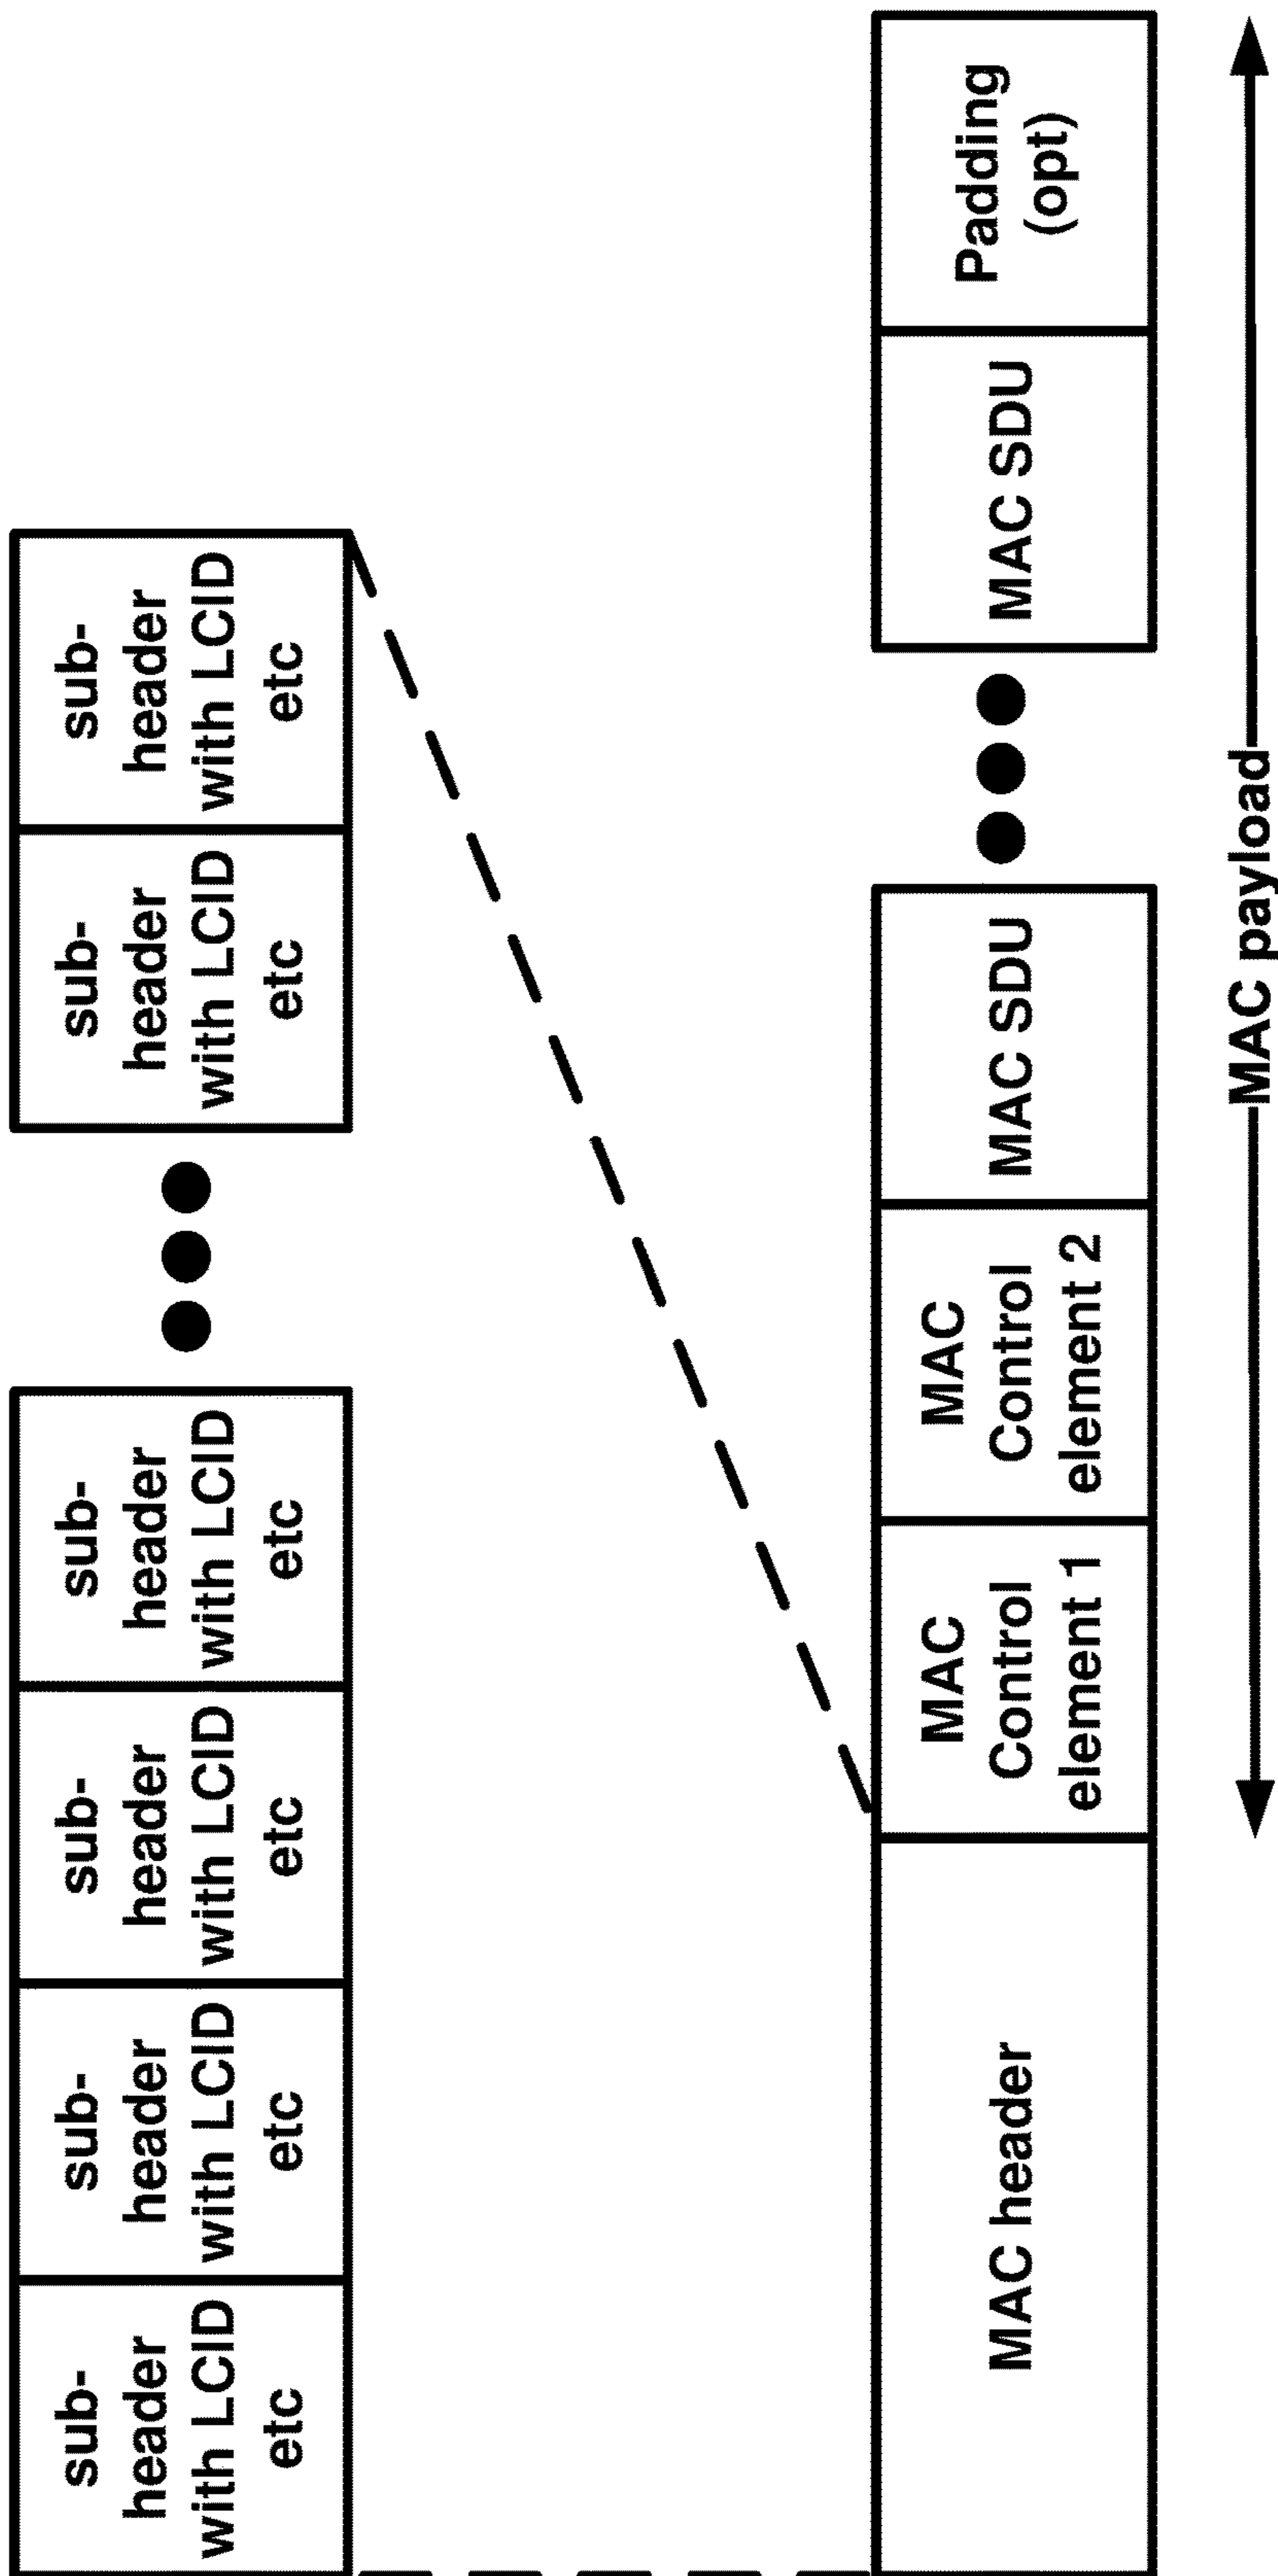 sub-
header
with LCID
etc
sub-
header
with LCID
etc
sub-
header
with LCID
etc
sub-
header
with LCID
etc
sub-
header
with LCID
etc
sub-
header
with LCID
etc
MAC header
MAC
Control
element 1
MAC
Control
element 2
MAC SDU
MAC SDU
Padding
(opt)
MAC payload